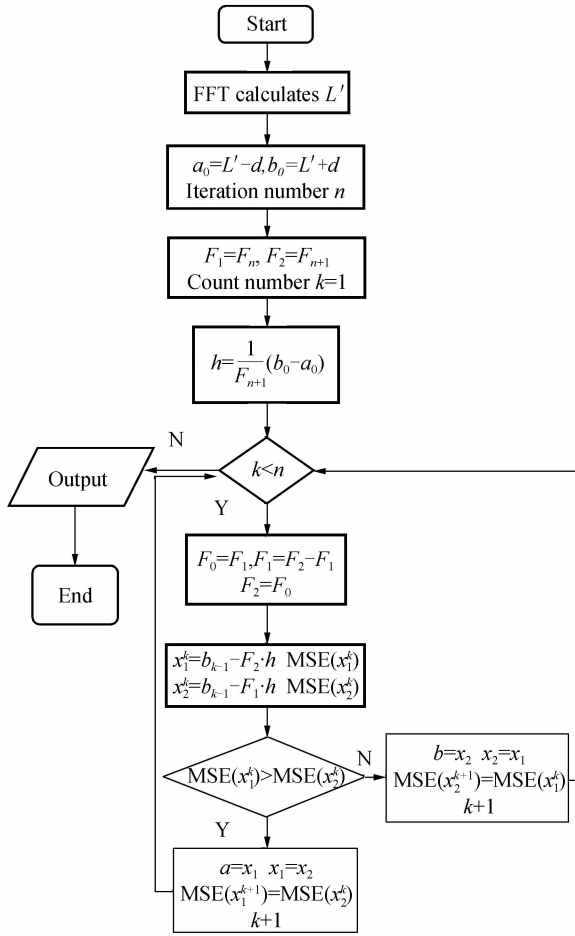 Start
FFT calculates L′
a₀=L′−d,b₀=L′+d
Iteration number n
F₁=Fₙ, F₂=Fₙ₊₁
Count number k=1
h=1/Fₙ₊₁(b₀−a₀)
N
k<n
Output
Y
F₀=F₁,F₁=F₂−F₁
F₂=F₀
End
x₁ᵏ=bₖ₋₁−F₂·h MSE(x₁ᵏ)
x₂ᵏ=bₖ₋₁−F₁·h MSE(x₂ᵏ)
MSE(x₁ᵏ)>MSE(x₂ᵏ)
N
b=x₂ x₂=x₁
MSE(x₂ᵏ⁺¹)=MSE(x₁ᵏ)
k+1
Y
a=x₁ x₁=x₂
MSE(x₁ᵏ⁺¹)=MSE(x₂ᵏ)
k+1